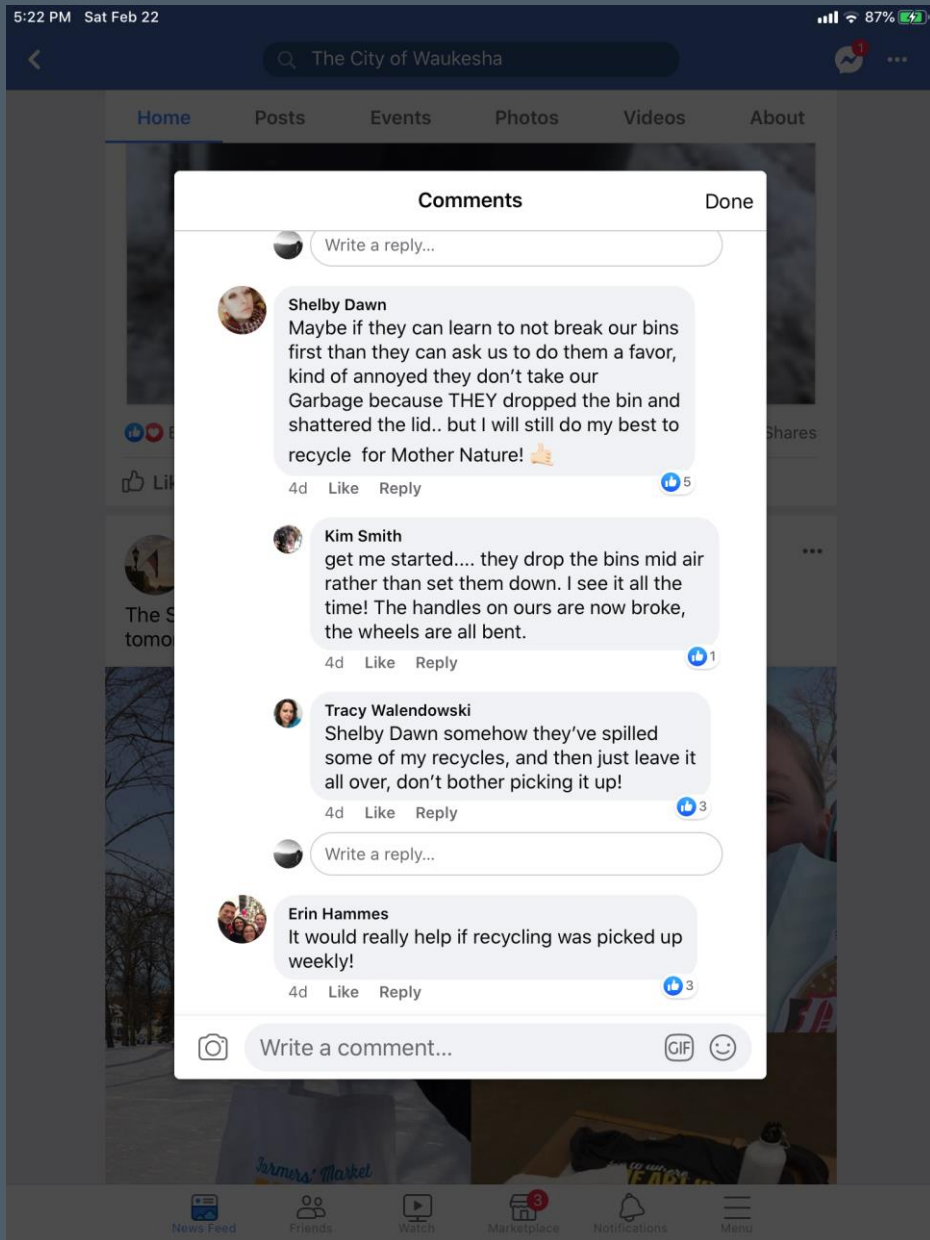 5:22 PM Sat Feb 22
87%
The City of Waukesha
1
Home Posts Events Photos Videos About
Comments Done
Write a reply...
Shelby Dawn
Maybe if they can learn to not break our bins
first than they can ask us to do them a favor,
kind of annoyed they don’t take our
Garbage because THEY dropped the bin and
shattered the lid.. but I will still do my best to
recycle for Mother Nature! 🤙🏻
Shares
4d Like Reply 5
Kim Smith
get me started.... they drop the bins mid air
rather than set them down. I see it all the
time! The handles on ours are now broke,
the wheels are all bent.
4d Like Reply 1
The S
tomo
Tracy Walendowski
Shelby Dawn somehow they’ve spilled
some of my recycles, and then just leave it
all over, don’t bother picking it up!
4d Like Reply 3
Write a reply...
Erin Hammes
It would really help if recycling was picked up
weekly!
4d Like Reply 3
Write a comment... GIF
Farmers' Market
3
News Feed Friends Watch Marketplace Notifications Menu